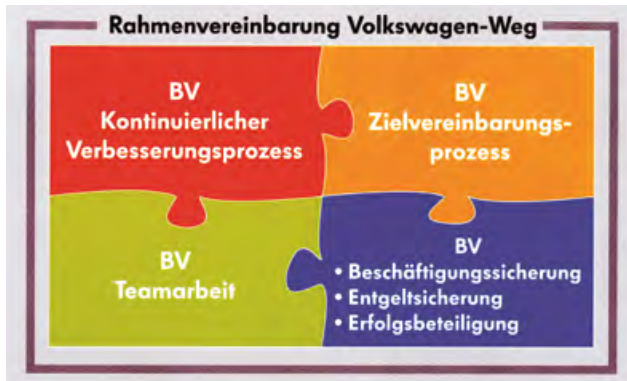 Rahmenvereinbarung Volkswagen-Weg
BV
Kontinuierlicher
Verbesserungsprozess
BV
Zielvereinbarungs-
prozess
BV
Teamarbeit
BV
• Beschäftigungssicherung
• Entgeltsicherung
• Erfolgsbeteiligung